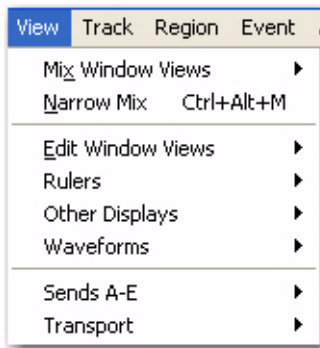 View Track Region Event
Mix Window Views
Narrow Mix Ctrl+Alt+M
Edit Window Views
Rulers
Other Displays
Waveforms
Sends A-E
Transport